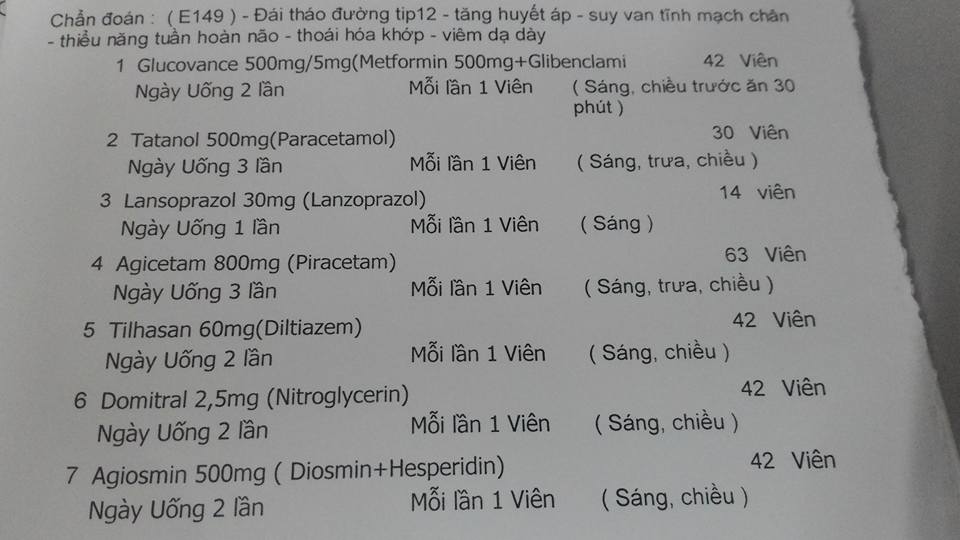 Chẩn đoán : ( E149 ) - Đái tháo đường tip12 - tăng huyết áp - suy van tĩnh mạch chân
- thiểu năng tuần hoàn não - thoái hóa khớp - viêm dạ dày
1 Glucovance 500mg/5mg(Metformin 500mg+Glibenclami 42 Viên
Ngày Uống 2 lần Mỗi lần 1 Viên ( Sáng, chiều trước ăn 30
phút )
2 Tatanol 500mg(Paracetamol) 30 Viên
Ngày Uống 3 lần Mỗi lần 1 Viên ( Sáng, trưa, chiều )
3 Lansoprazol 30mg (Lanzoprazol) 14 viên
Ngày Uống 1 lần Mỗi lần 1 Viên ( Sáng )
4 Agicetam 800mg (Piracetam) 63 Viên
Ngày Uống 3 lần Mỗi lần 1 Viên ( Sáng, trưa, chiều )
5 Tilhasan 60mg(Diltiazem) 42 Viên
Ngày Uống 2 lần Mỗi lần 1 Viên ( Sáng, chiều )
6 Domitral 2,5mg (Nitroglycerin) 42 Viên
Ngày Uống 2 lần Mỗi lần 1 Viên ( Sáng, chiều )
7 Agiosmin 500mg ( Diosmin+Hesperidin) 42 Viên
Ngày Uống 2 lần Mỗi lần 1 Viên ( Sáng, chiều )